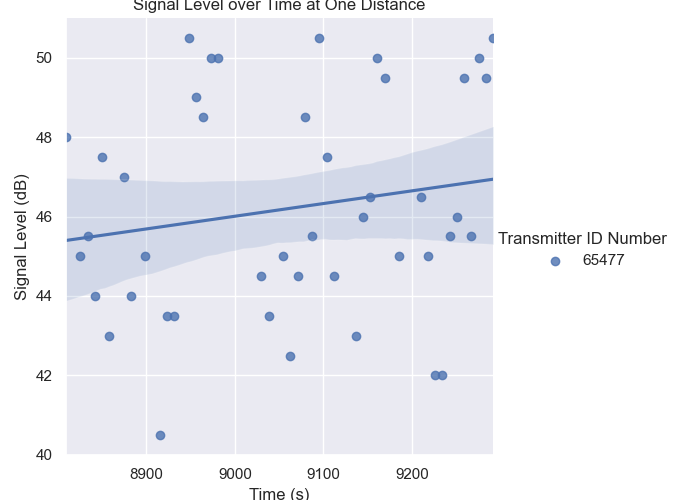 Signal Level over Time at One Distance
50
48
46
44
42
40
Signal Level (dB)
8900 9000 9100 9200
Time (s)
Transmitter ID Number
65477